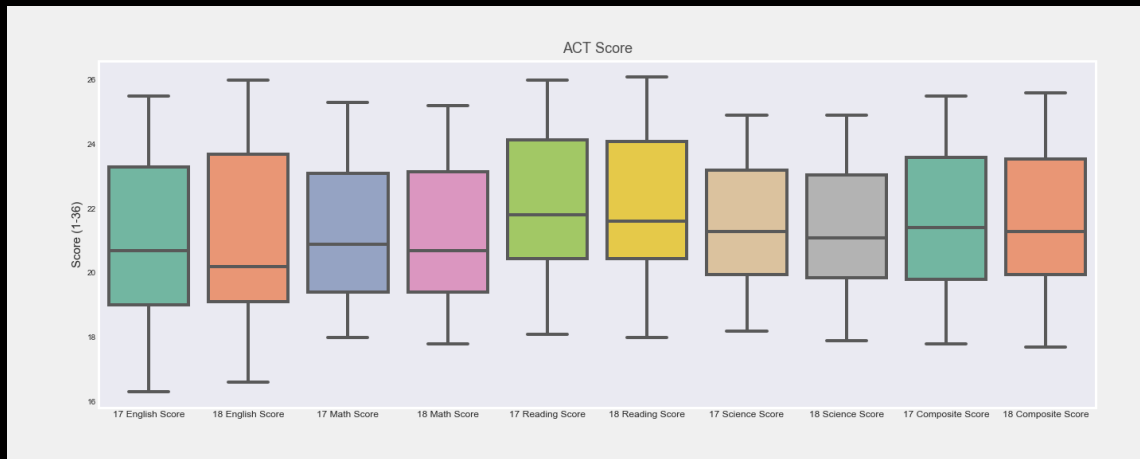 ACT Score
Score (1-36)
26
24
22
20
18
16
17 English Score
18 English Score
17 Math Score
18 Math Score
17 Reading Score
18 Reading Score
17 Science Score
18 Science Score
17 Composite Score
18 Composite Score